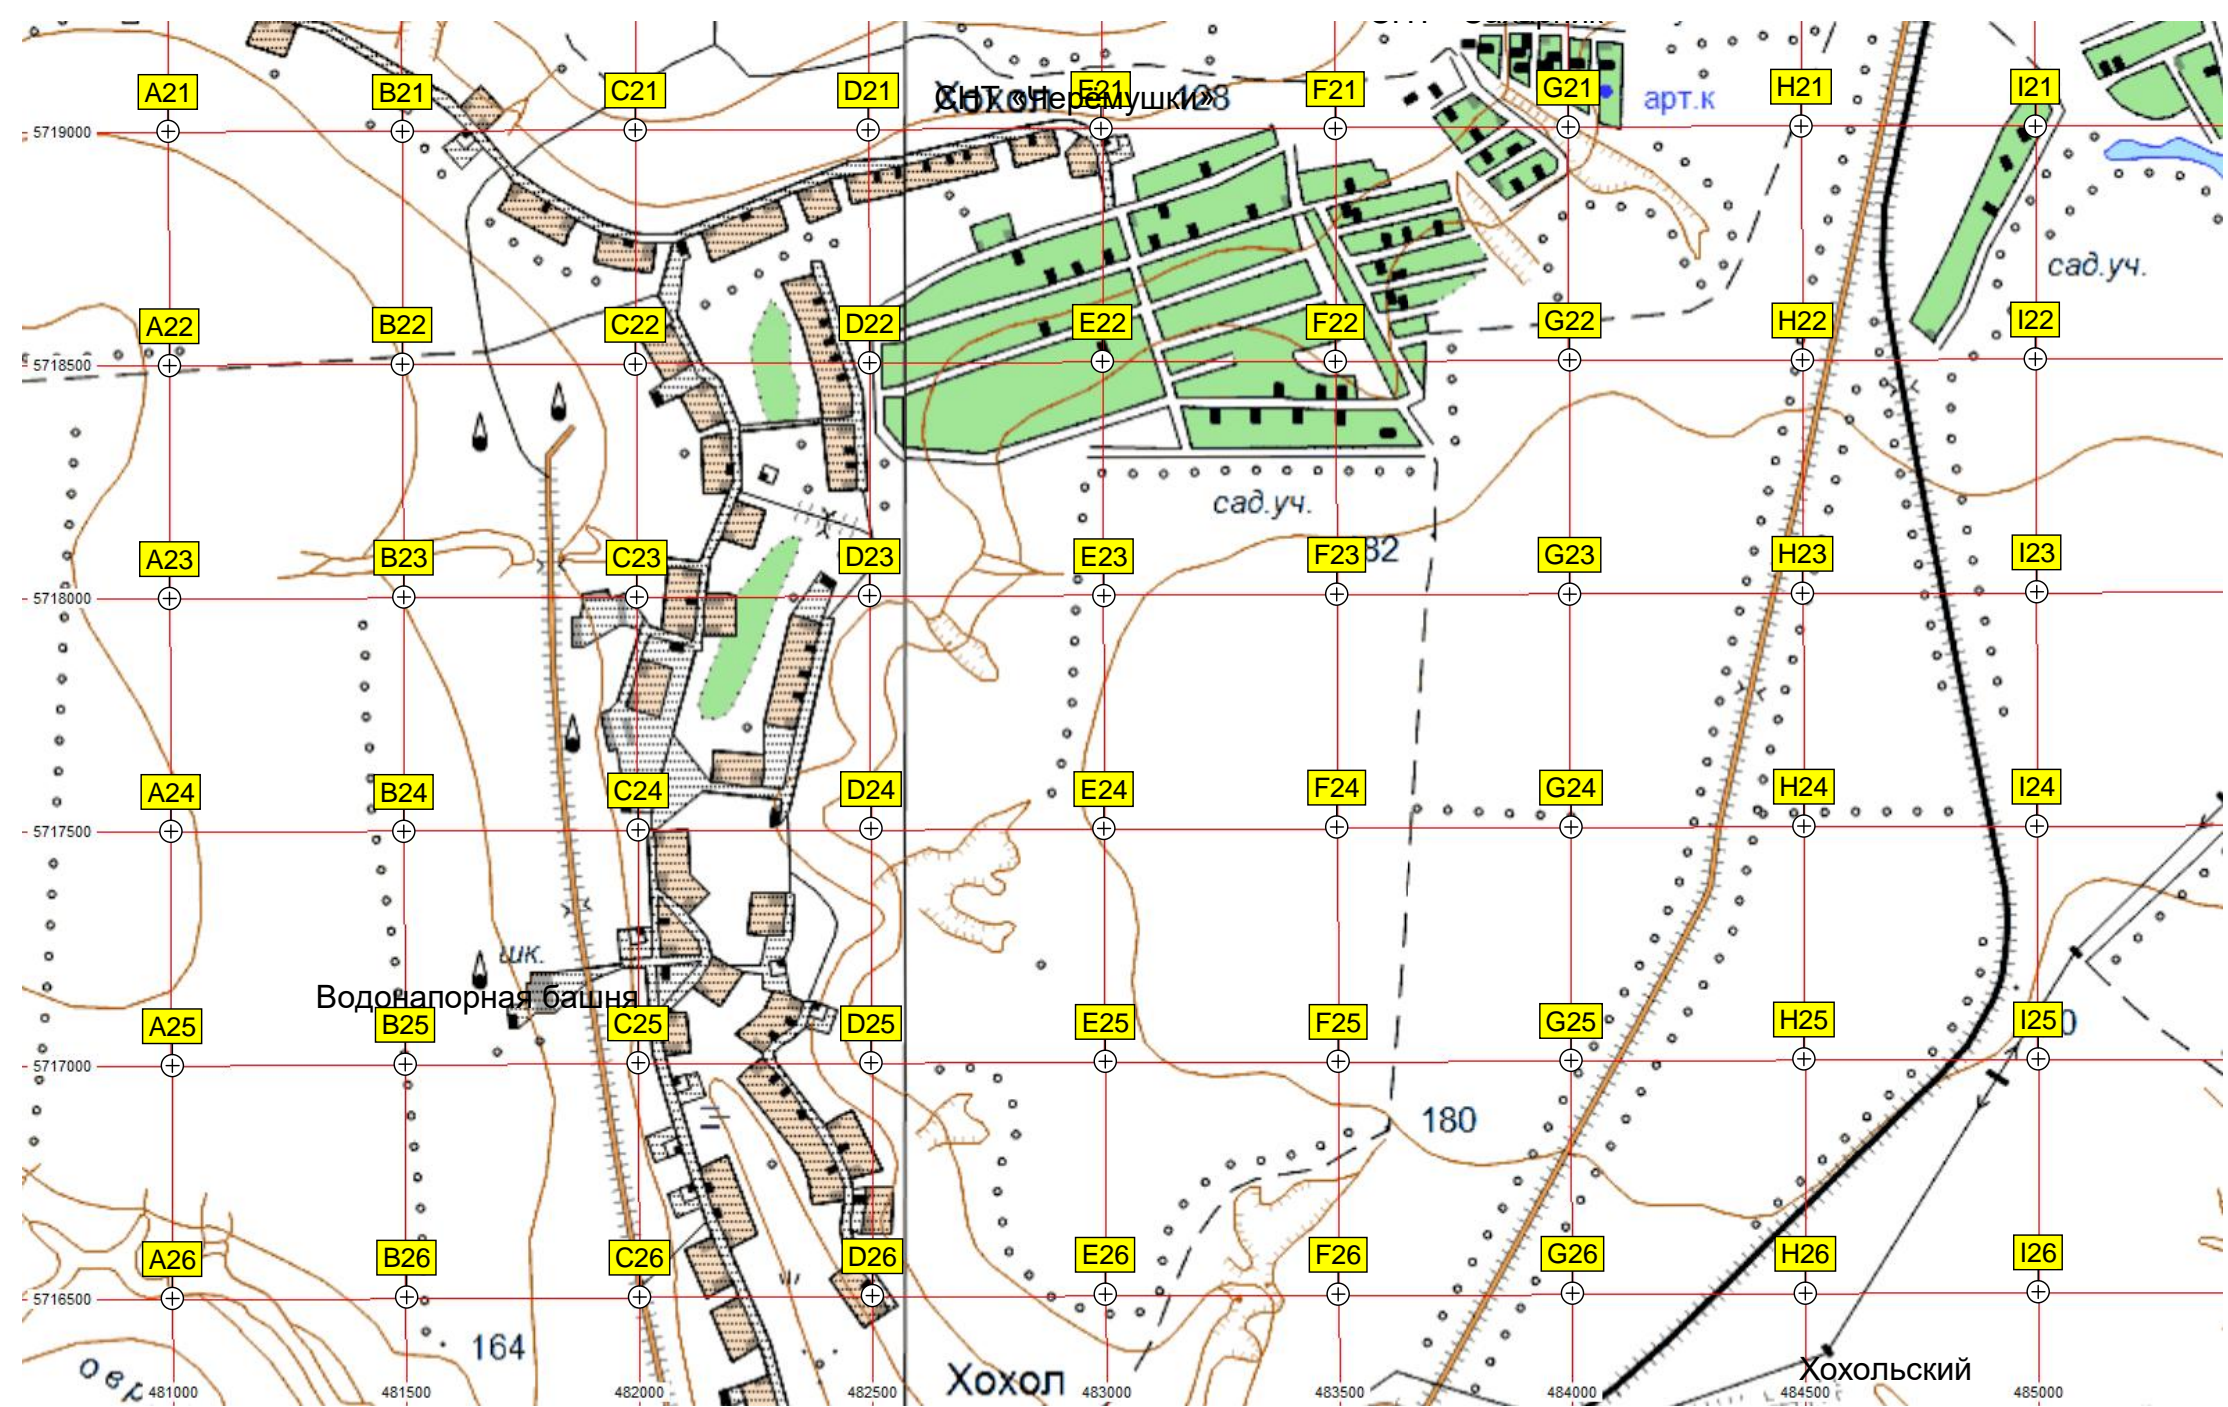 Хохол
СНТ «Черёмушки»
128
арт.к
A21 B21 C21 D21 E21 F21 G21 H21 I21
5719000
сад.уч.
A22 B22 C22 D22 E22 F22 G22 H22 I22
5718500
сад.уч.
A23 B23 C23 D23 E23 F23 G23 H23 I23
5718000
A24 B24 C24 D24 E24 F24 G24 H24 I24
5717500
шк.
Водонапорная башня
A25 B25 C25 D25 E25 F25 G25 H25 I25
5717000
180
A26 B26 C26 D26 E26 F26 G26 H26 I26
5716500
164
Хохол
Хохольский
481000 481500 482000 482500 483000 483500 484000 484500 485000